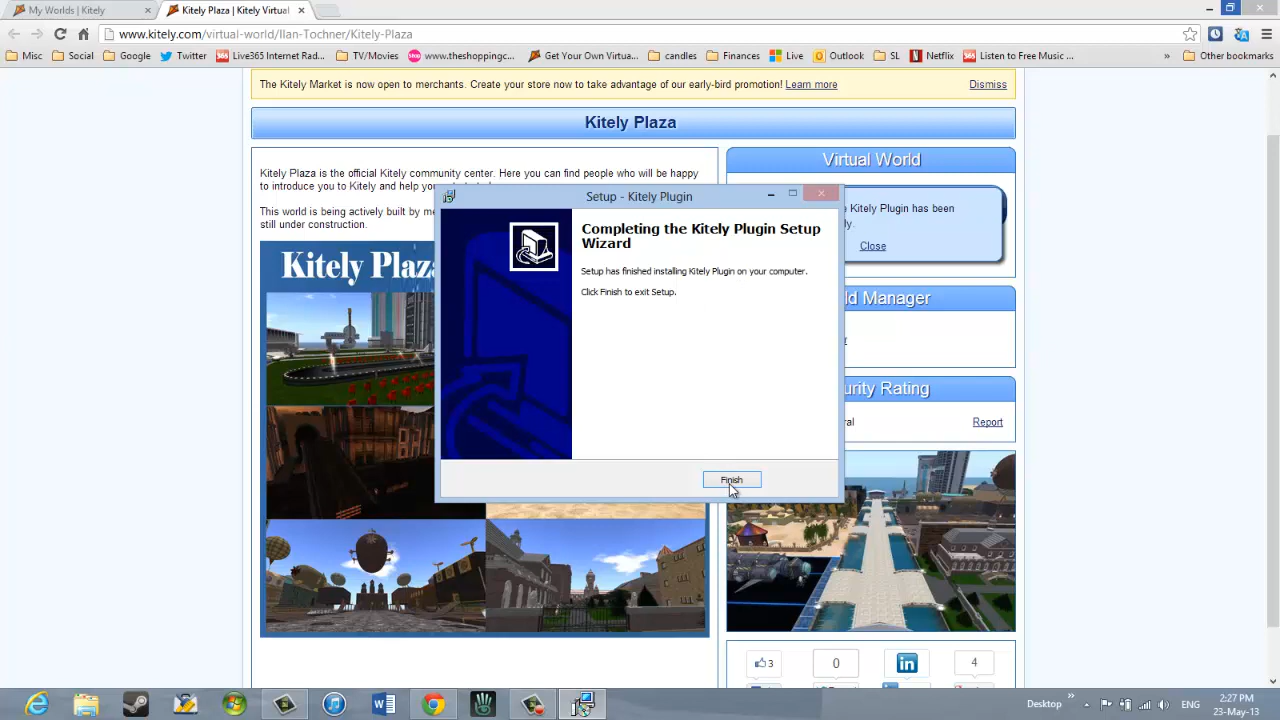 My Worlds | Kitely
Kitely Plaza | Kitely Virtual
www.kitely.com/virtual-world/Ilan-Tochner/Kitely-Plaza
Misc
Social
Google
Twitter
Live365 Internet Rad...
TV/Movies
www.theshoppingc...
Get Your Own Virtua...
candles
Finances
Live
Outlook
SL
Netflix
Listen to Free Music ...
»
Other bookmarks
The Kitely Market is now open to merchants. Create your store now to take advantage of our early-bird promotion! Learn more
Dismiss
Kitely Plaza
Kitely Plaza is the official Kitely community center. Here you can find people who will be happy
to introduce you to Kitely and help you
This world is being actively built by me
still under construction.
Kitely Plaza
Setup - Kitely Plugin
Completing the Kitely Plugin Setup
Wizard
Setup has finished installing Kitely Plugin on your computer.
Click Finish to exit Setup.
Finish
Virtual World
Kitely Plugin has been
ly.
Close
ld Manager
urity Rating
ral
Report
3
0
in
4
Desktop
»
ENG
2:27 PM
23-May-13